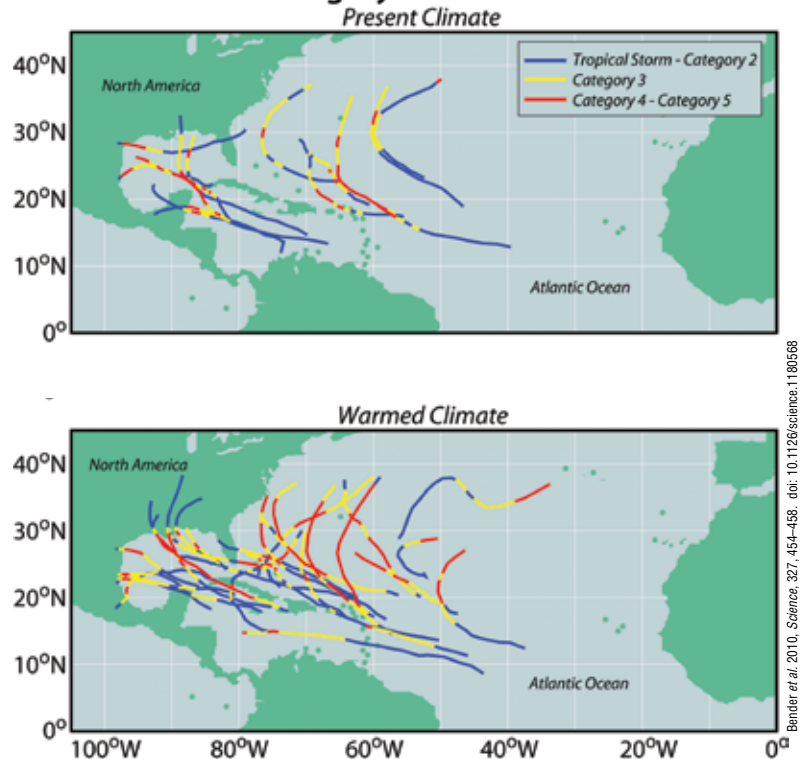 Present Climate
40°N
30°N
20°N
10°N
0°
North America
Tropical Storm - Category 2
Category 3
Category 4 - Category 5
Atlantic Ocean
Warmed Climate
40°N
30°N
20°N
10°N
0°
North America
Atlantic Ocean
100°W 80°W 60°W 40°W 20°W 0°
Bender et al. 2010, Science, 327, 454–458. doi: 10.1126/science.1180568